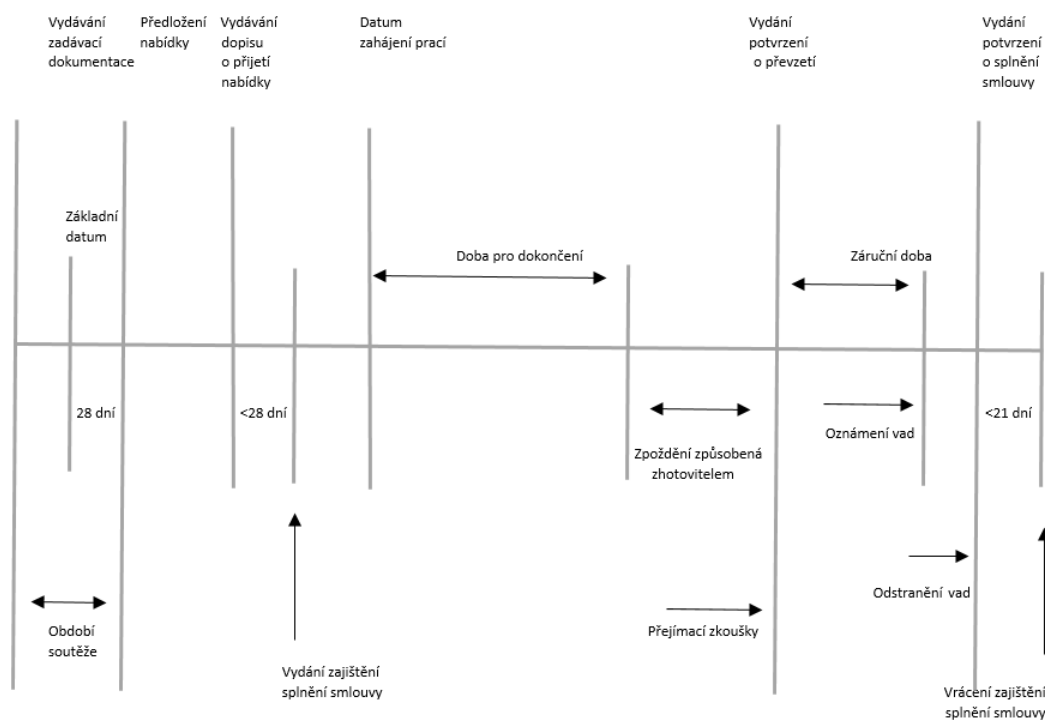 Vydávání
zadávací
dokumentace
Předložení
nabídky
Vydávání
dopisu
o přijetí
nabídky
Datum
zahájení prací
Vydání
potvrzení
o převzetí
Vydání
potvrzení
o splnění
smlouvy
Základní
datum
Doba pro dokončení
Záruční doba
28 dní
<28 dní
Zpoždění způsobená
zhotovitelem
Oznámení vad
<21 dní
Období
soutěže
Vydání zajištění
splnění smlouvy
Přejímací zkoušky
Odstranění vad
Vrácení zajištění
splnění smlouvy